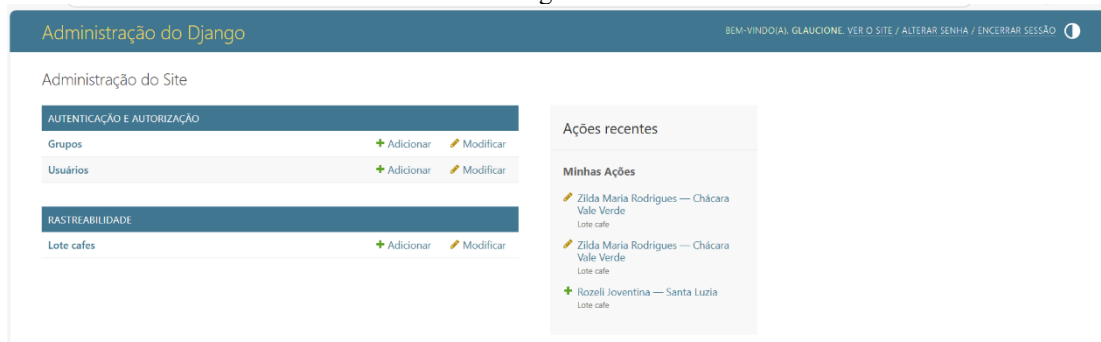 Administração do Django
BEM-VINDO(A), GLAUCIONE. VER O SITE / ALTERAR SENHA / ENCERRAR SESSÃO
Administração do Site
AUTENTICAÇÃO E AUTORIZAÇÃO
Grupos Adicionar Modificar
Usuários Adicionar Modificar
RASTREABILIDADE
Lote cafes Adicionar Modificar
Ações recentes
Minhas Ações
Zilda Maria Rodrigues — Chácara
Vale Verde
Lote cafe
Zilda Maria Rodrigues — Chácara
Vale Verde
Lote cafe
Rozeli Joventina — Santa Luzia
Lote cafe